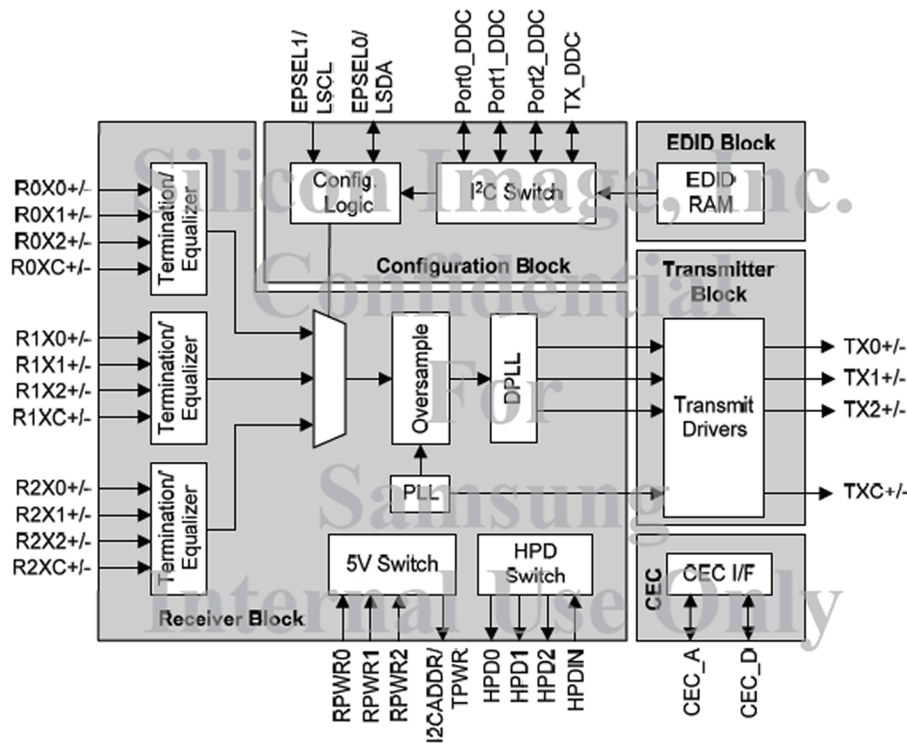 EPSEL1/
LSCL
EPSEL0/
LSDA
Port0_DDC
Port1_DDC
Port2_DDC
TX_DDC
R0X0+/-
R0X1+/-
R0X2+/-
R0XC+/-
Termination/
Equalizer
Config.
Logic
I²C Switch
Configuration Block
EDID Block
EDID
RAM
R1X0+/-
R1X1+/-
R1X2+/-
R1XC+/-
Termination/
Equalizer
Oversample
DPLL
PLL
Transmitter
Block
Transmit
Drivers
TX0+/-
TX1+/-
TX2+/-
TXC+/-
R2X0+/-
R2X1+/-
R2X2+/-
R2XC+/-
Termination/
Equalizer
5V Switch
HPD
Switch
Receiver Block
CEC
CEC I/F
RPWR0
RPWR1
RPWR2
I2CADDR/
TPWR
HPD0
HPD1
HPD2
HPDIN
CEC_A
CEC_D
Silicon Image, Inc.
Confidential
For
Samsung
Internal Use Only